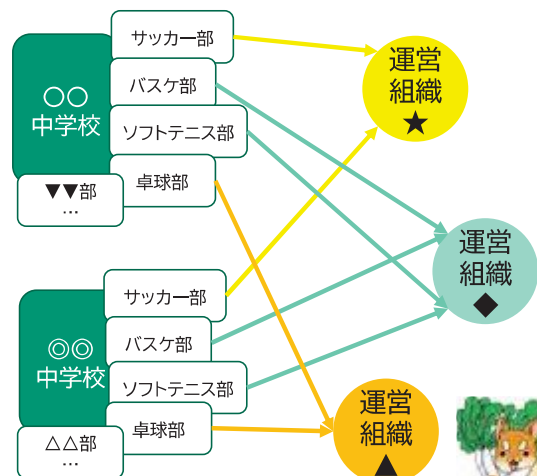 サッカー部
バスケ部
○○
中学校
ソフトテニス部
卓球部
▼▼部
…
運営
組織
★
運営
組織
◆
サッカー部
バスケ部
◎◎
中学校
ソフトテニス部
卓球部
△△部
…
運営
組織
▲